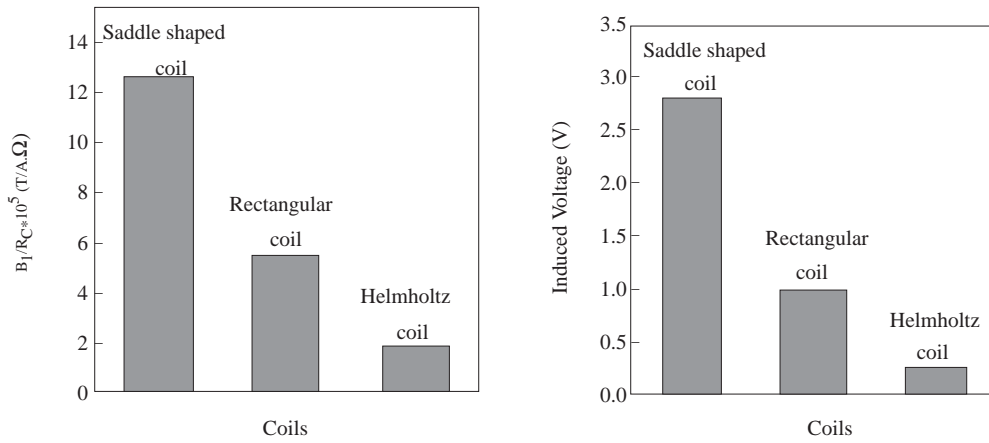 14
12
10
8
6
4
2
0
B1/RC*10^5 (T/A.Ω)
Saddle shaped
coil
Rectangular
coil
Helmholtz
coil
Coils
3.5
3.0
2.5
2.0
1.5
1.0
0.5
0.0
Induced Voltage (V)
Saddle shaped
coil
Rectangular
coil
Helmholtz
coil
Coils